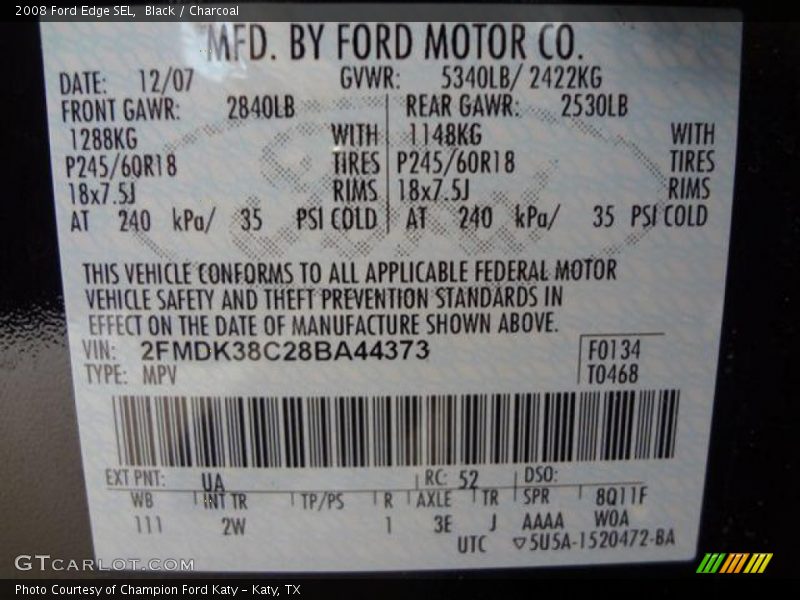 2008 Ford Edge SEL, Black / Charcoal
MFD. BY FORD MOTOR CO.
DATE: 12/07 GVWR: 5340LB/ 2422KG
FRONT GAWR: 2840LB REAR GAWR: 2530LB
1288KG WITH 1148KG WITH
P245/60R18 TIRES P245/60R18 TIRES
18x7.5J RIMS 18x7.5J RIMS
AT 240 kPa/ 35 PSI COLD AT 240 kPa/ 35 PSI COLD
THIS VEHICLE CONFORMS TO ALL APPLICABLE FEDERAL MOTOR
VEHICLE SAFETY AND THEFT PREVENTION STANDARDS IN
EFFECT ON THE DATE OF MANUFACTURE SHOWN ABOVE.
VIN: 2FMDK38C28BA44373 F0134
TYPE: MPV T0468
EXT PNT: UA RC: 52 DSO:
WB INT TR TP/PS R AXLE TR SPR 8Q11F
111 2W 1 3E J AAAA W0A
UTC ▽5U5A-1520472-BA
GTCARLOT.COM
Photo Courtesy of Champion Ford Katy - Katy, TX